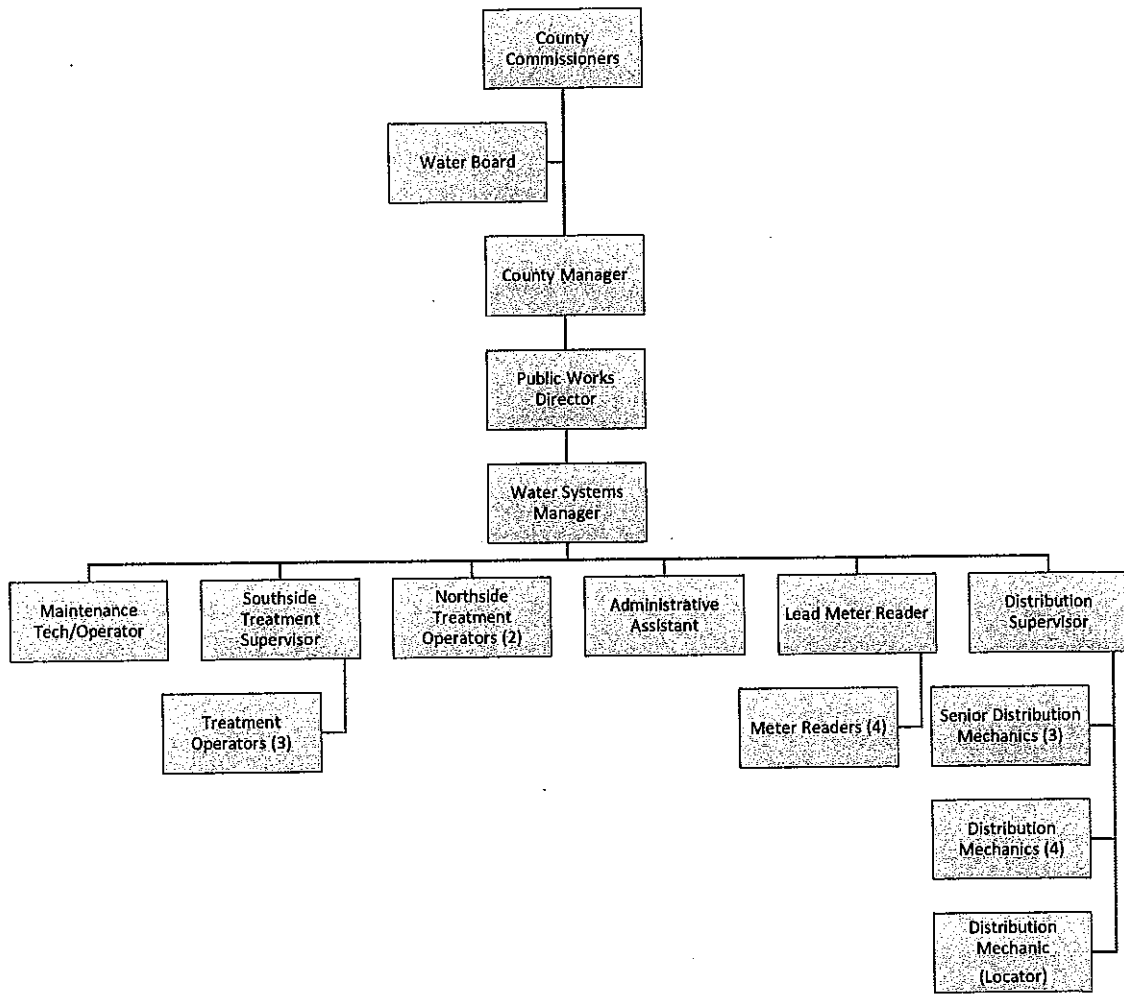 County
Commissioners
Water Board
County Manager
Public Works
Director
Water Systems
Manager
Maintenance
Tech/Operator
Southside
Treatment
Supervisor
Northside
Treatment
Operators (2)
Administrative
Assistant
Lead Meter Reader
Distribution
Supervisor
Treatment
Operators (3)
Meter Readers (4)
Senior Distribution
Mechanics (3)
Distribution
Mechanics (4)
Distribution
Mechanic
(Locator)